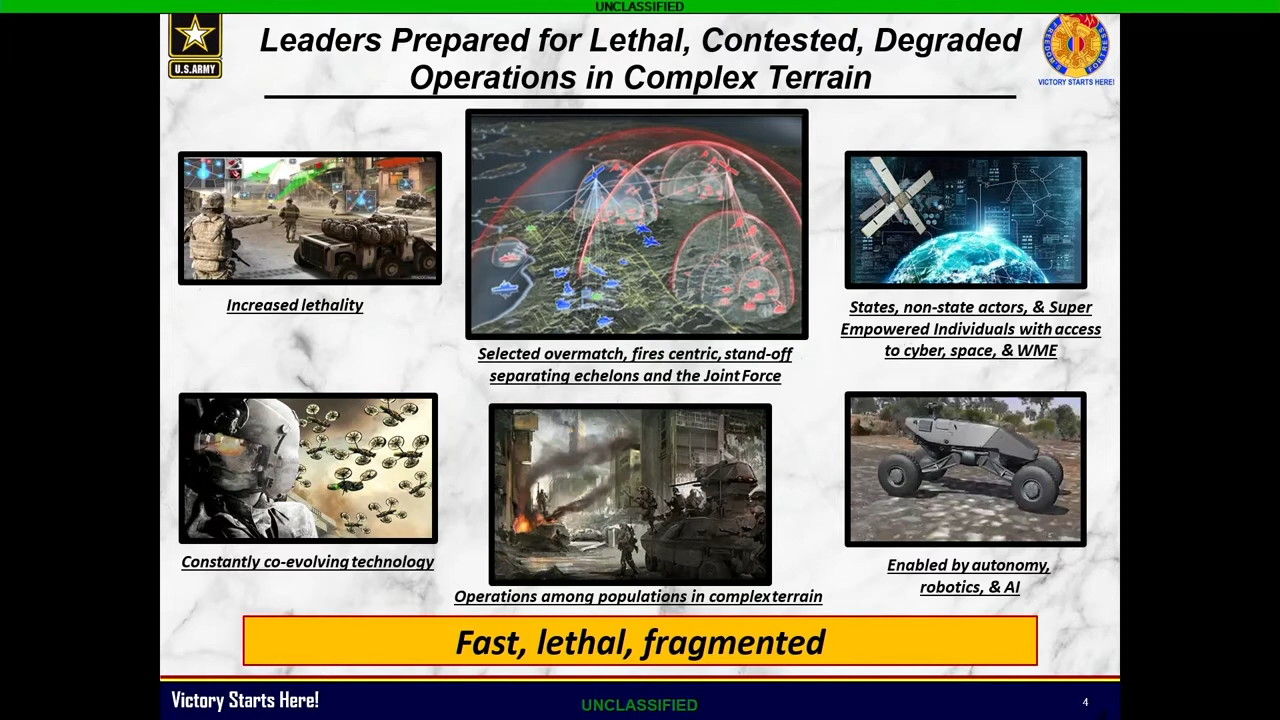 UNCLASSIFIED
Leaders Prepared for Lethal, Contested, Degraded
Operations in Complex Terrain
U.S.ARMY
FREEDOM'S FORTRESS
VICTORY STARTS HERE!
Increased lethality
Selected overmatch, fires centric, stand-off
separating echelons and the Joint Force
States, non-state actors, & Super
Empowered Individuals with access
to cyber, space, & WME
Constantly co-evolving technology
Operations among populations in complex terrain
Enabled by autonomy,
robotics, & AI
Fast, lethal, fragmented
Victory Starts Here!
UNCLASSIFIED
4